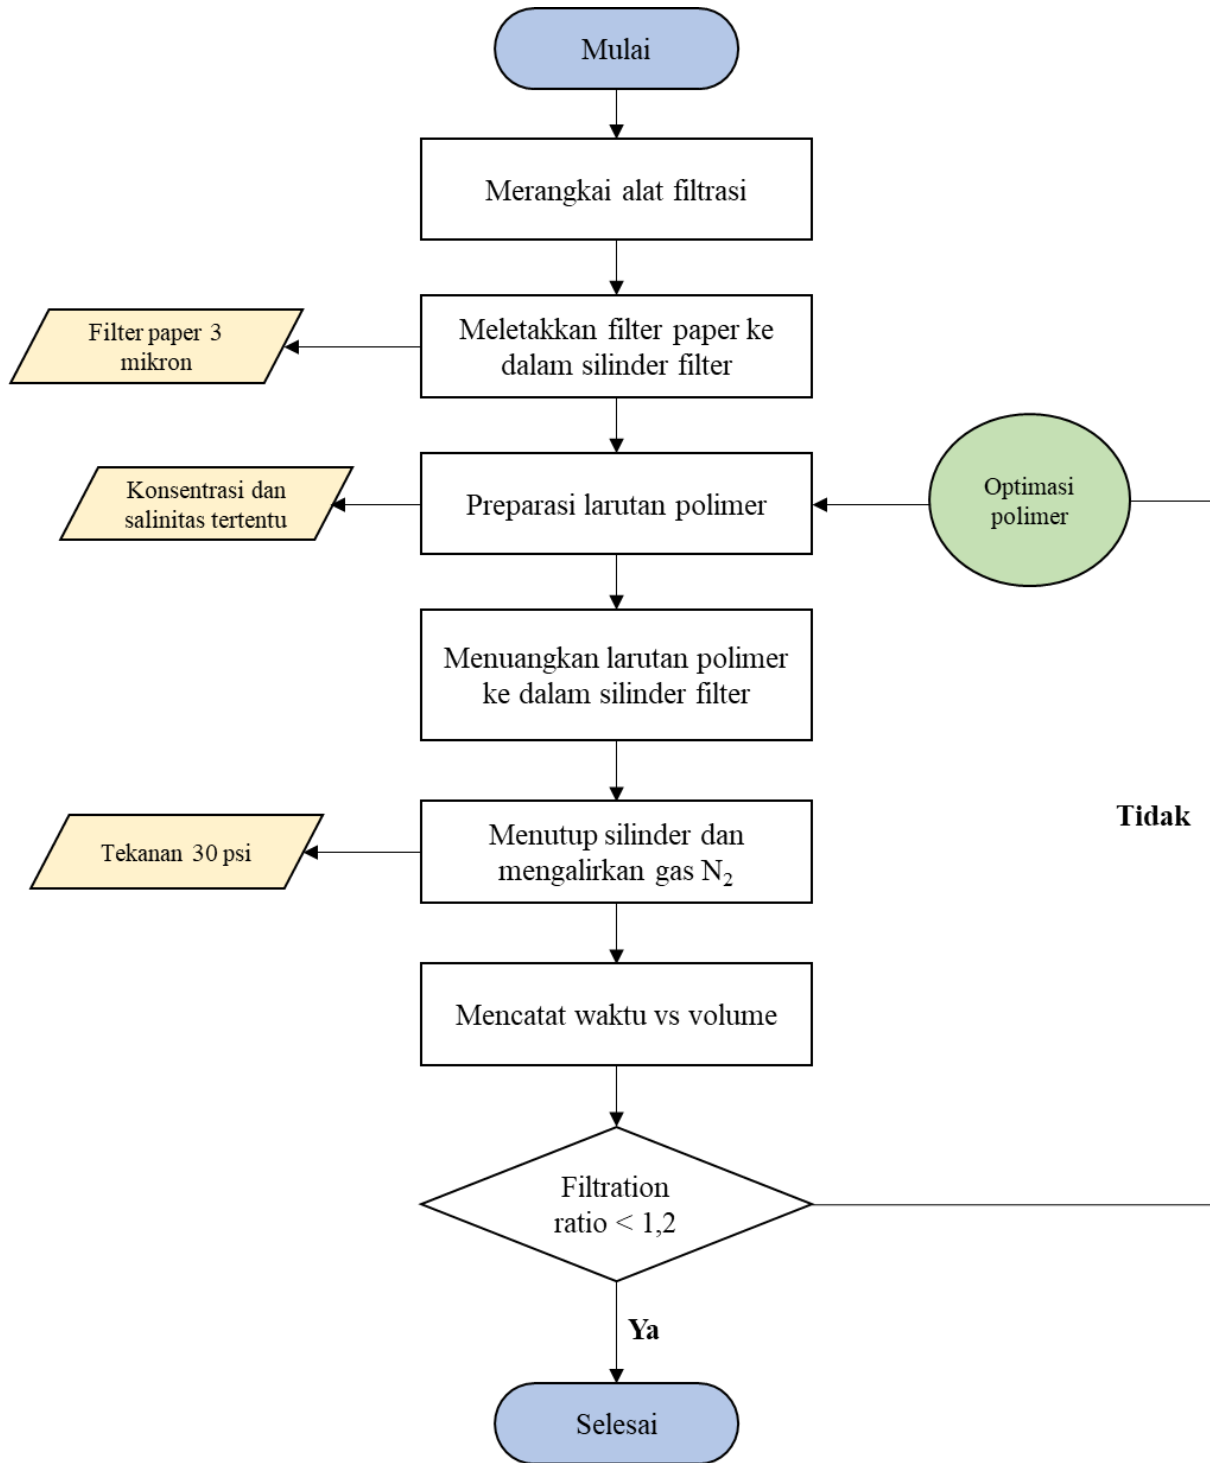 Mulai
Merangkai alat filtrasi
Filter paper 3
mikron
Meletakkan filter paper ke
dalam silinder filter
Konsentrasi dan
salinitas tertentu
Preparasi larutan polimer
Optimasi
polimer
Menuangkan larutan polimer
ke dalam silinder filter
Tekanan 30 psi
Menutup silinder dan
mengalirkan gas N₂
Tidak
Mencatat waktu vs volume
Filtration
ratio < 1,2
Ya
Selesai